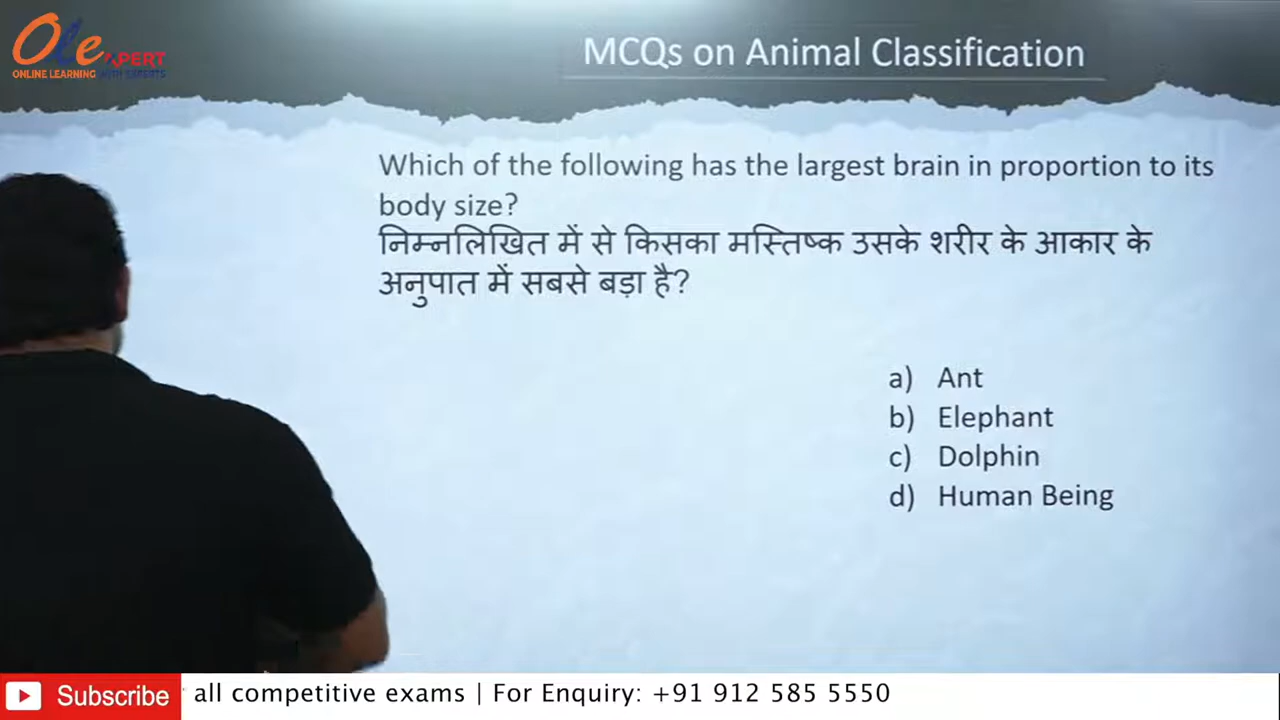 Ole XPERT
ONLINE LEARNING WITH EXPERTS
MCQs on Animal Classification
Which of the following has the largest brain in proportion to its
body size?
निम्नलिखित में से किसका मस्तिष्क उसके शरीर के आकार के
अनुपात में सबसे बड़ा है?
a) Ant
b) Elephant
c) Dolphin
d) Human Being
Subscribe all competitive exams | For Enquiry: +91 912 585 5550